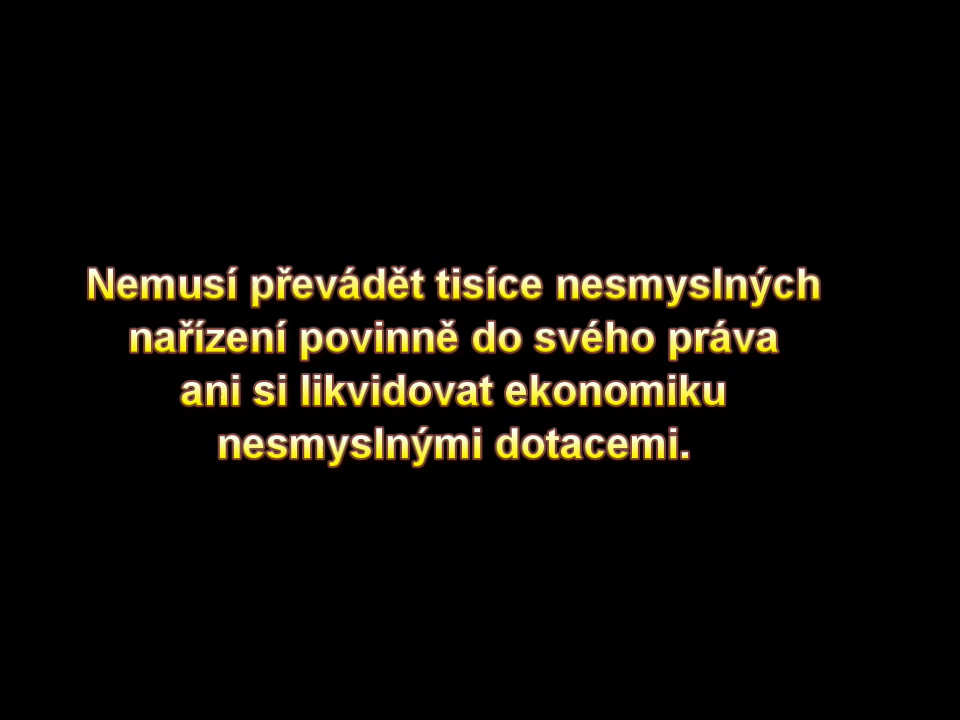 Nemusí převádět tisíce nesmyslných
nařízení povinně do svého práva
ani si likvidovat ekonomiku
nesmyslnými dotacemi.